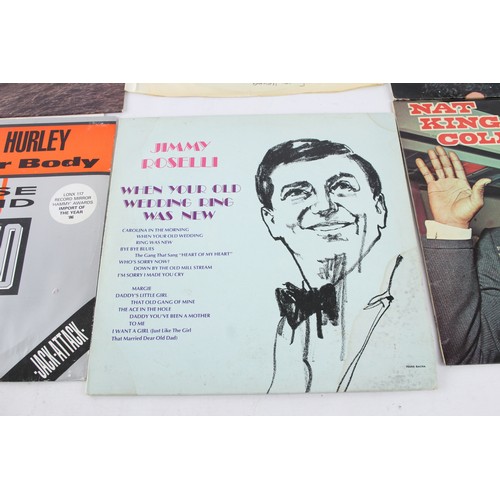 HURLEY
r Body
SE
D
LONX 117
RECORD MIRROR
HAMMY AWARDS
IMPORT OF
THE YEAR
JACK ATTACK
JIMMY
ROSELLI
WHEN YOUR OLD
WEDDING RING
WAS NEW
CAROLINA IN THE MORNING
WHEN YOUR OLD WEDDING
RING WAS NEW
BYE BYE BLUES
The Gang That Sang "HEART OF MY HEART"
WHO'S SORRY NOW?
DOWN BY THE OLD MILL STREAM
I'M SORRY I MADE YOU CRY
MARGIE
DADDY'S LITTLE GIRL
THAT OLD GANG OF MINE
THE ACE IN THE HOLE
DADDY YOU'VE BEEN A MOTHER
TO ME
I WANT A GIRL (Just Like The Girl
That Married Dear Old Dad)
NAT
KING
COL